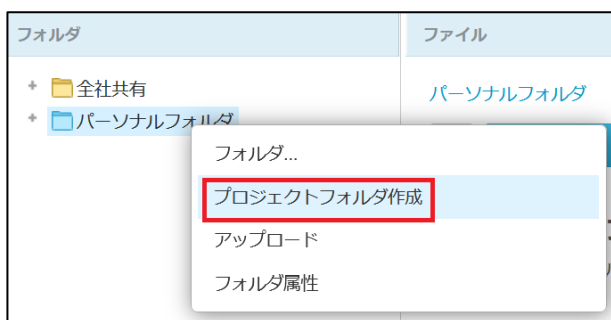 フォルダ
ファイル
全社共有
パーソナルフォルダ
パーソナルフォルダ
フォルダ...
プロジェクトフォルダ作成
アップロード
フォルダ属性